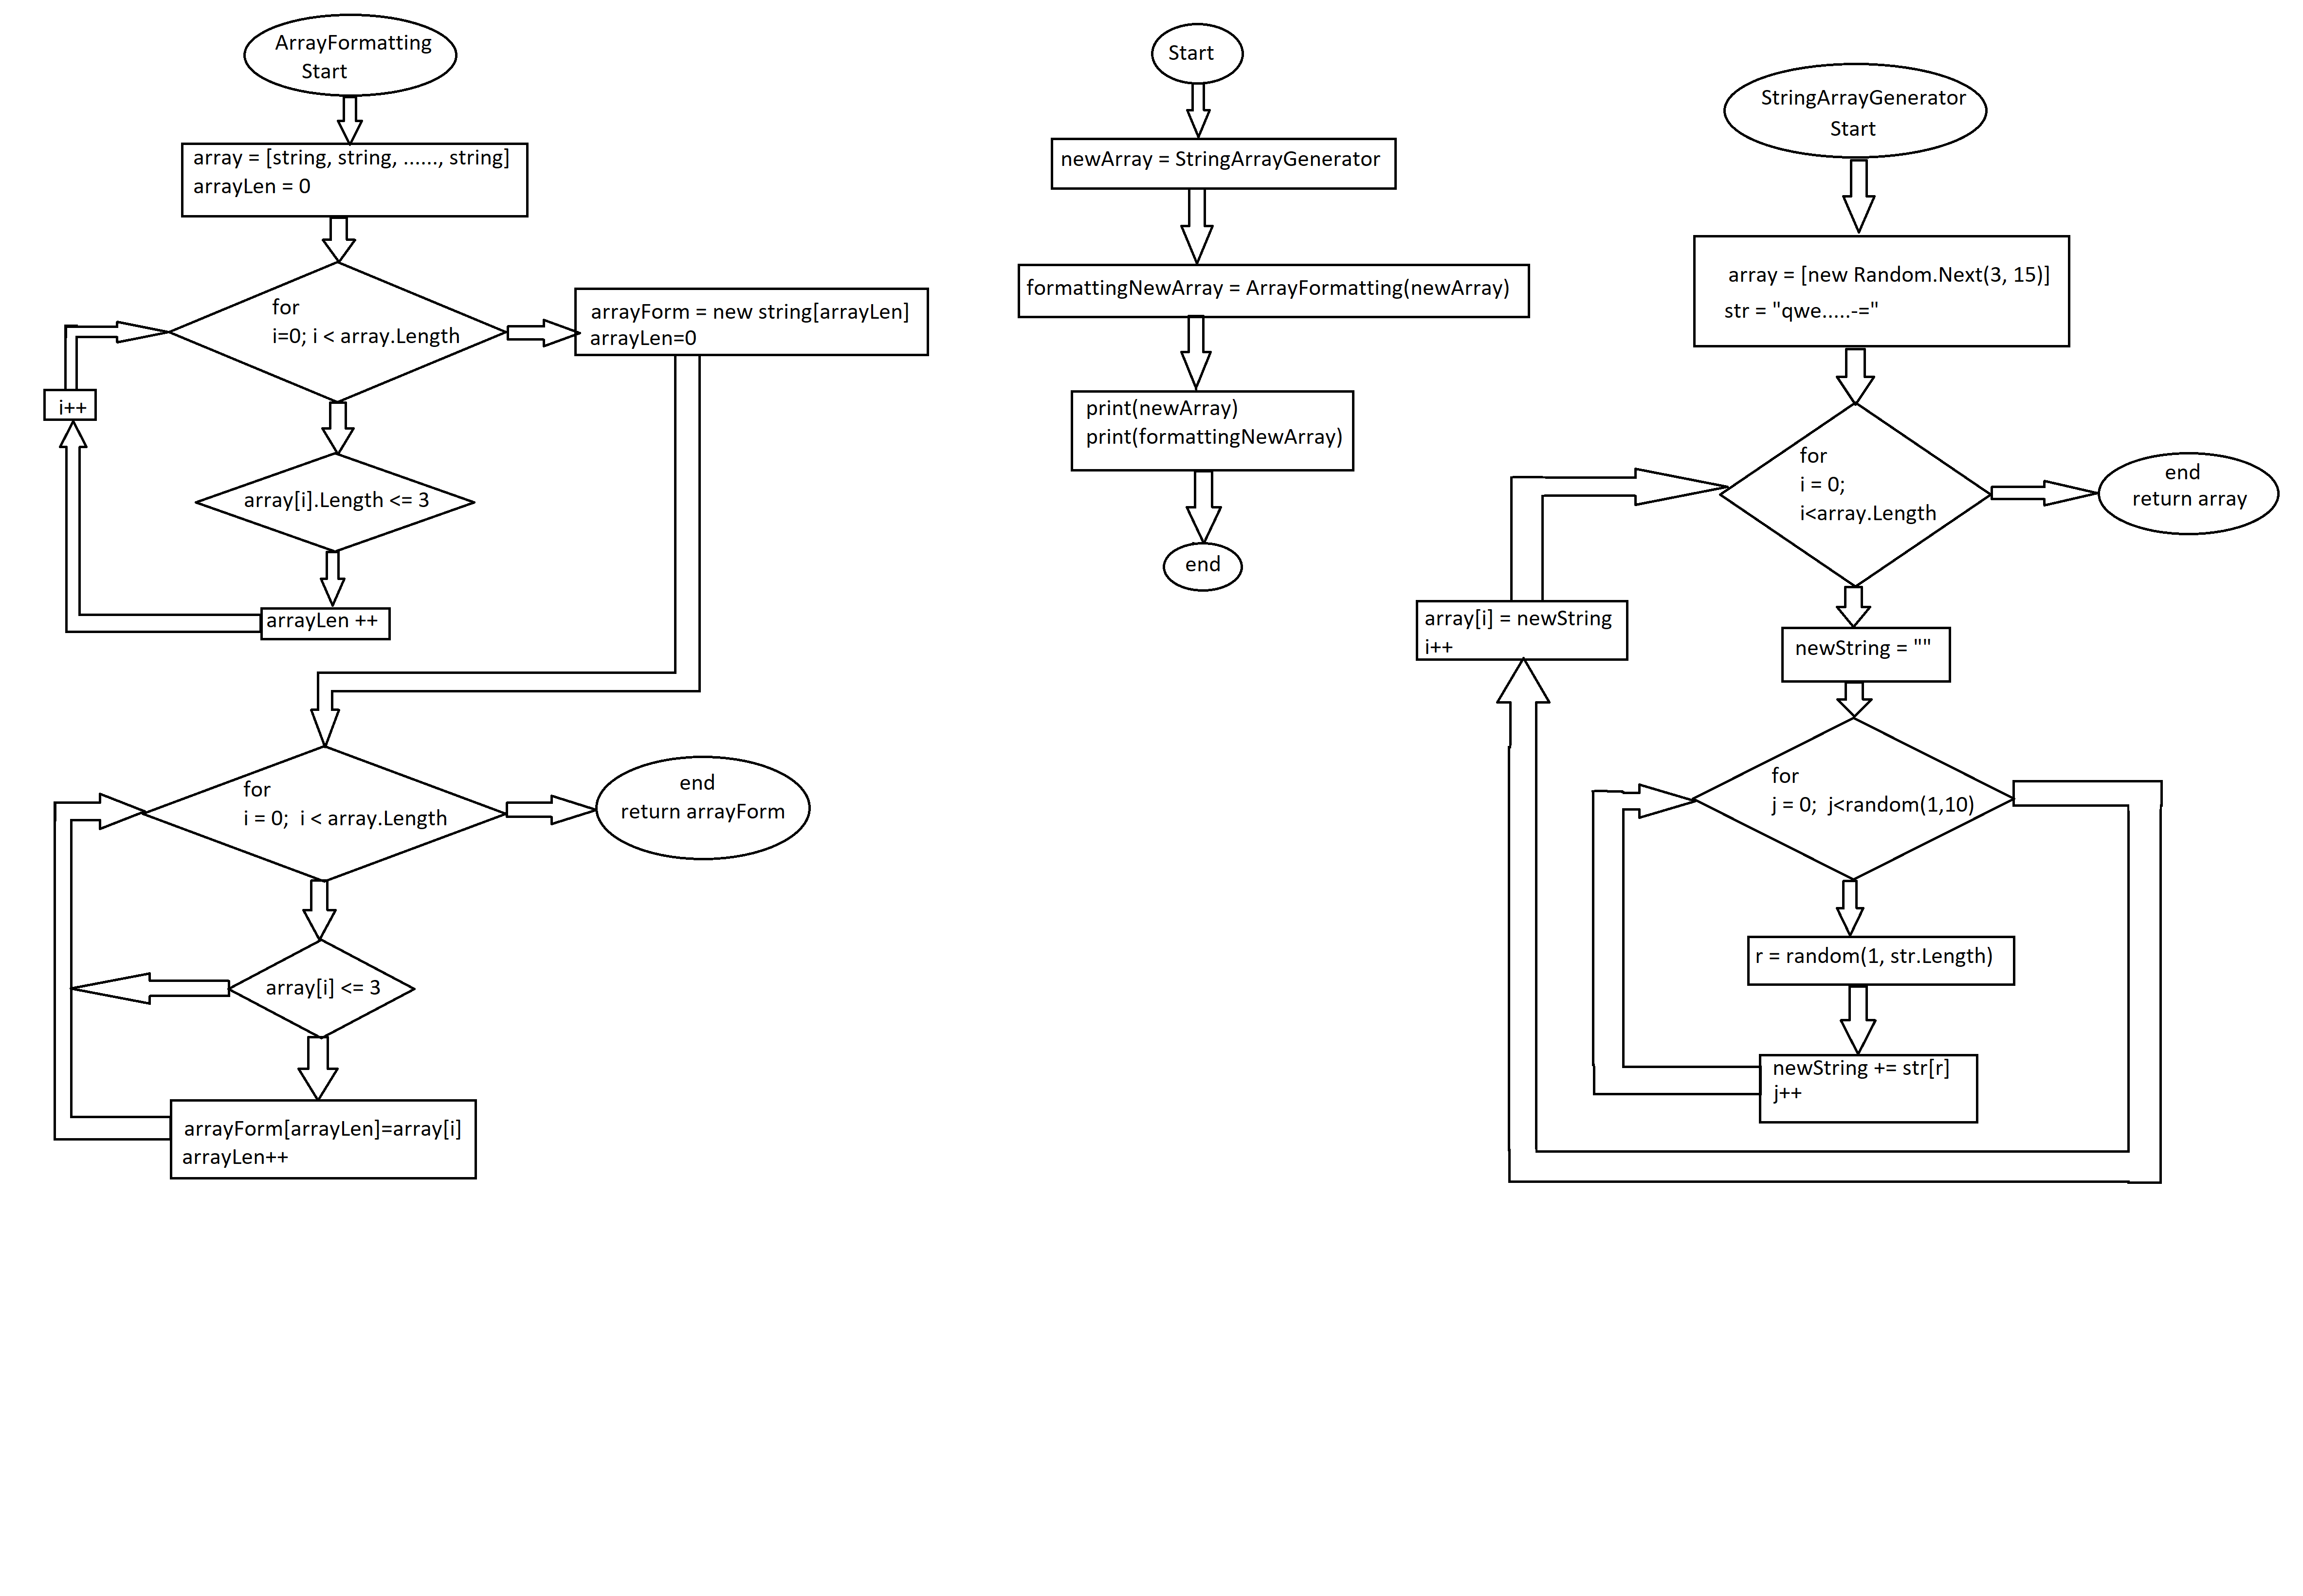 ArrayFormatting
Start
array = [string, string, ......, string]
arrayLen = 0
for
i=0; i < array.Length
arrayForm = new string[arrayLen]
arrayLen=0
i++
array[i].Length <= 3
arrayLen ++
for
i = 0;  i < array.Length
end
return arrayForm
array[i] <= 3
arrayForm[arrayLen]=array[i]
arrayLen++
Start
newArray = StringArrayGenerator
formattingNewArray = ArrayFormatting(newArray)
print(newArray)
print(formattingNewArray)
end
StringArrayGenerator
Start
array = [new Random.Next(3, 15)]
str = "qwe.....-="
for
i = 0;
i<array.Length
end
return array
array[i] = newString
i++
newString = ""
for
j = 0;  j<random(1,10)
r = random(1, str.Length)
newString += str[r]
j++